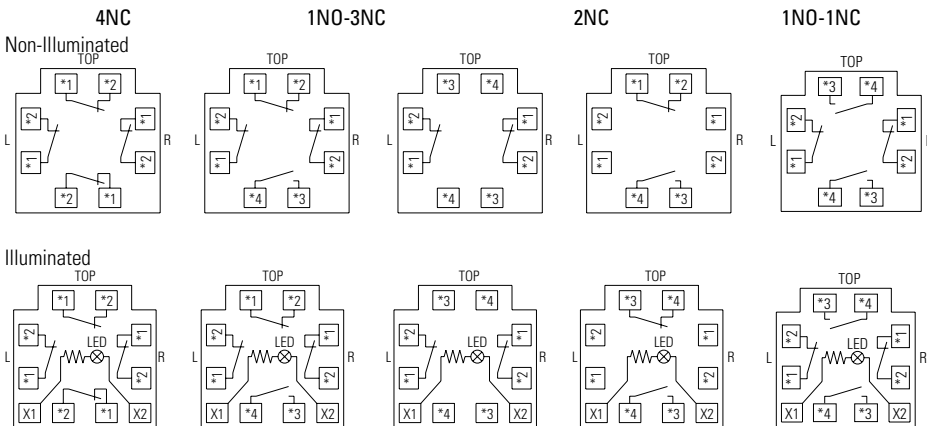 4NC 1NO-3NC 2NC 1NO-1NC
Non-Illuminated
TOP TOP TOP TOP TOP
*1 *2 *1 *2 *3 *4 *1 *2 *3 *4
*2 *1 *2 *1 *2 *1 *2 *1 *2 *1
L R L R L R L R L
*1 *2 *1 *2 *1 *2 *1 *2 *1 *2
*2 *1 *4 *3 *4 *3 *4 *3 *4 *3
Illuminated
TOP TOP TOP TOP TOP
*1 *2 *1 *2 *3 *4 *3 *4 *3 *4
*2 *1 *2 *1 *2 *1 *2 *1 *2 *1
LED LED LED LED LED
L R L R L R L R L R
*1 *2 *1 *2 *1 *2 *1 *2 *1 *2
X1 *2 *1 X2 X1 *4 *3 X2 X1 *4 *3 X2 X1 *4 *3 X2 X1 *4 *3 X2